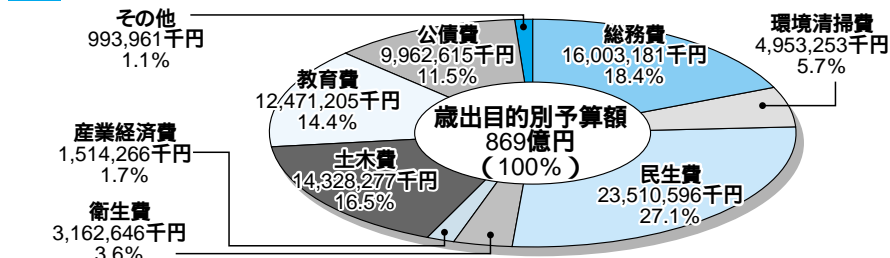 その他
993,961千円
1.1%
公債費
9,962,615千円
11.5%
総務費
16,003,181千円
18.4%
環境清掃費
4,953,253千円
5.7%
教育費
12,471,205千円
14.4%
歳出目的別予算額
869億円
(100%)
産業経済費
1,514,266千円
1.7%
土木費
14,328,277千円
16.5%
民生費
23,510,596千円
27.1%
衛生費
3,162,646千円
3.6%